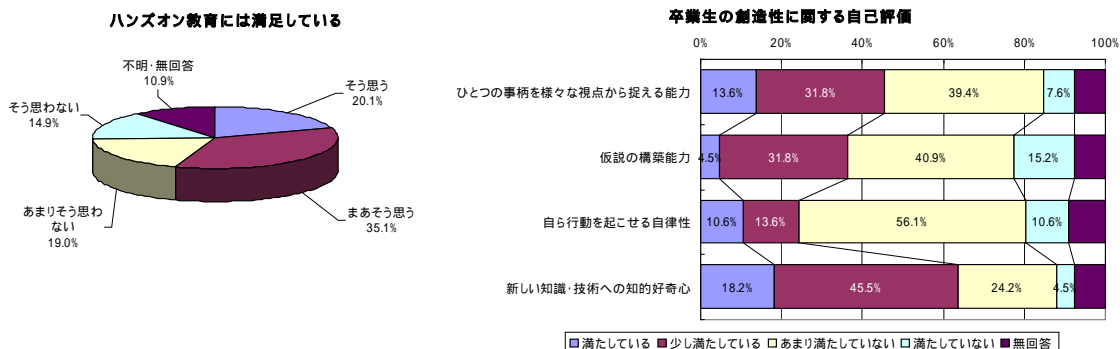 ハンズオン教育には満足している
不明・無回答
10.9%
そう思う
20.1%
そう思わない
14.9%
あまりそう思わ
ない
19.0%
まあそう思う
35.1%
卒業生の創造性に関する自己評価
0% 20% 40% 60% 80% 100%
ひとつの事柄を様々な視点から捉える能力 13.6% 31.8% 39.4% 7.6%
仮説の構築能力 4.5% 31.8% 40.9% 15.2%
自ら行動を起こせる自律性 10.6% 13.6% 56.1% 10.6%
新しい知識・技術への知的好奇心 18.2% 45.5% 24.2% 4.5%
満たしている 少し満たしている あまり満たしていない 満たしていない 無回答